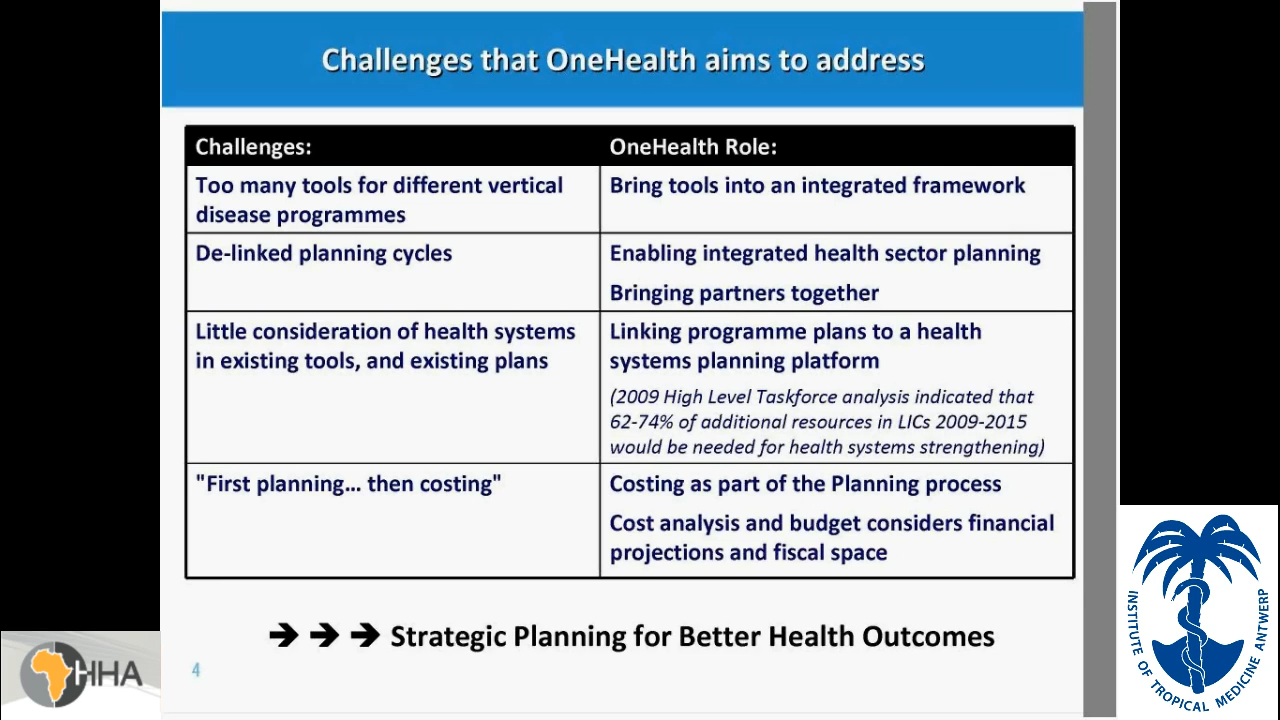 Challenges that OneHealth aims to address
Challenges:
OneHealth Role:
Too many tools for different vertical
disease programmes
Bring tools into an integrated framework
De-linked planning cycles
Enabling integrated health sector planning
Bringing partners together
Little consideration of health systems
in existing tools, and existing plans
Linking programme plans to a health
systems planning platform
(2009 High Level Taskforce analysis indicated that
62-74% of additional resources in LICs 2009-2015
would be needed for health systems strengthening)
"First planning... then costing"
Costing as part of the Planning process
Cost analysis and budget considers financial
projections and fiscal space
➔ ➔ ➔ Strategic Planning for Better Health Outcomes
4
HHA
INSTITUTE OF TROPICAL MEDICINE ANTWERP